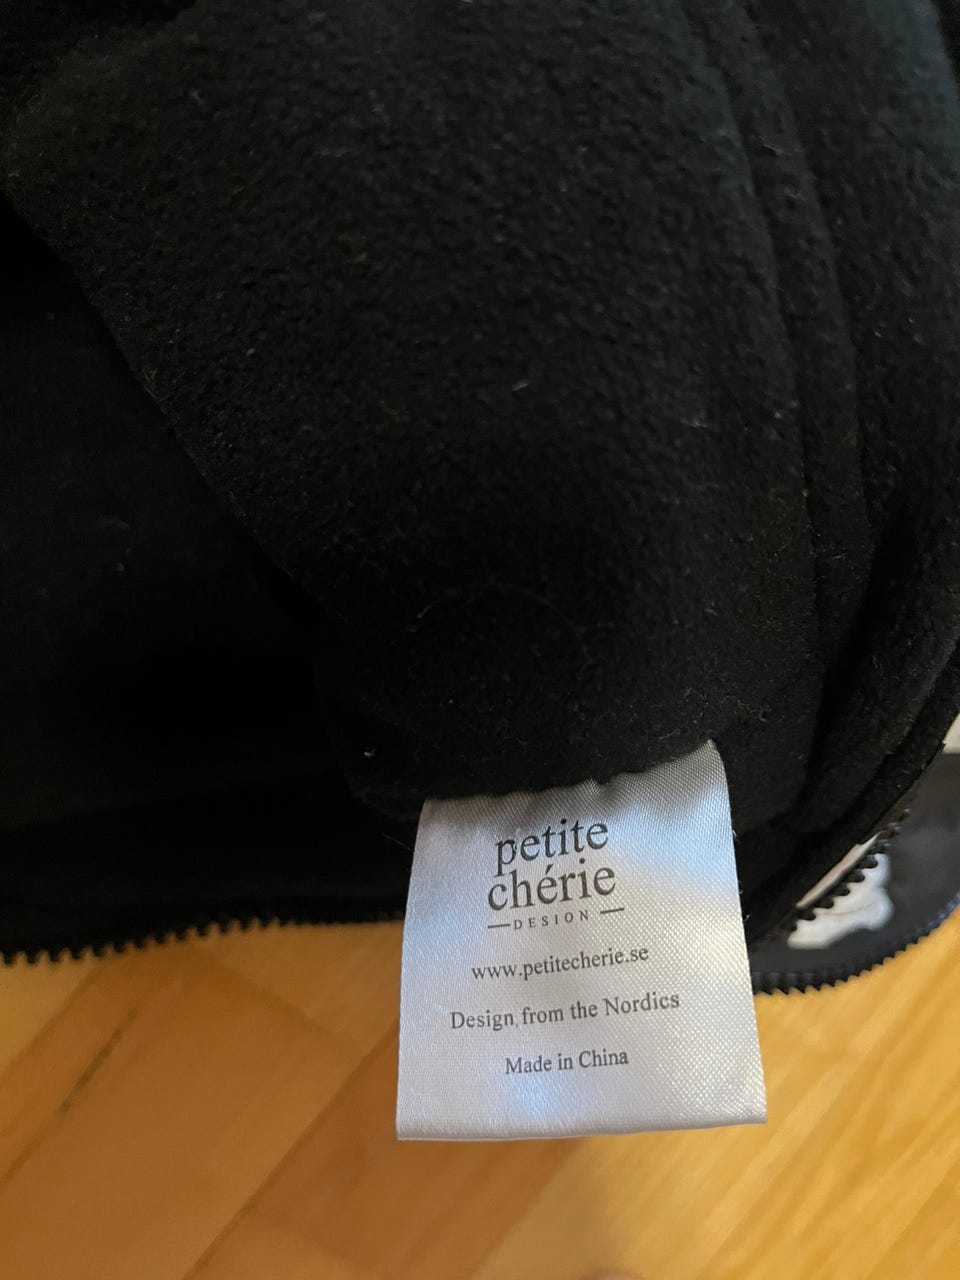 petite
chérie
DESIGN
www.petitecherie.se
Design from the Nordics
Made in China